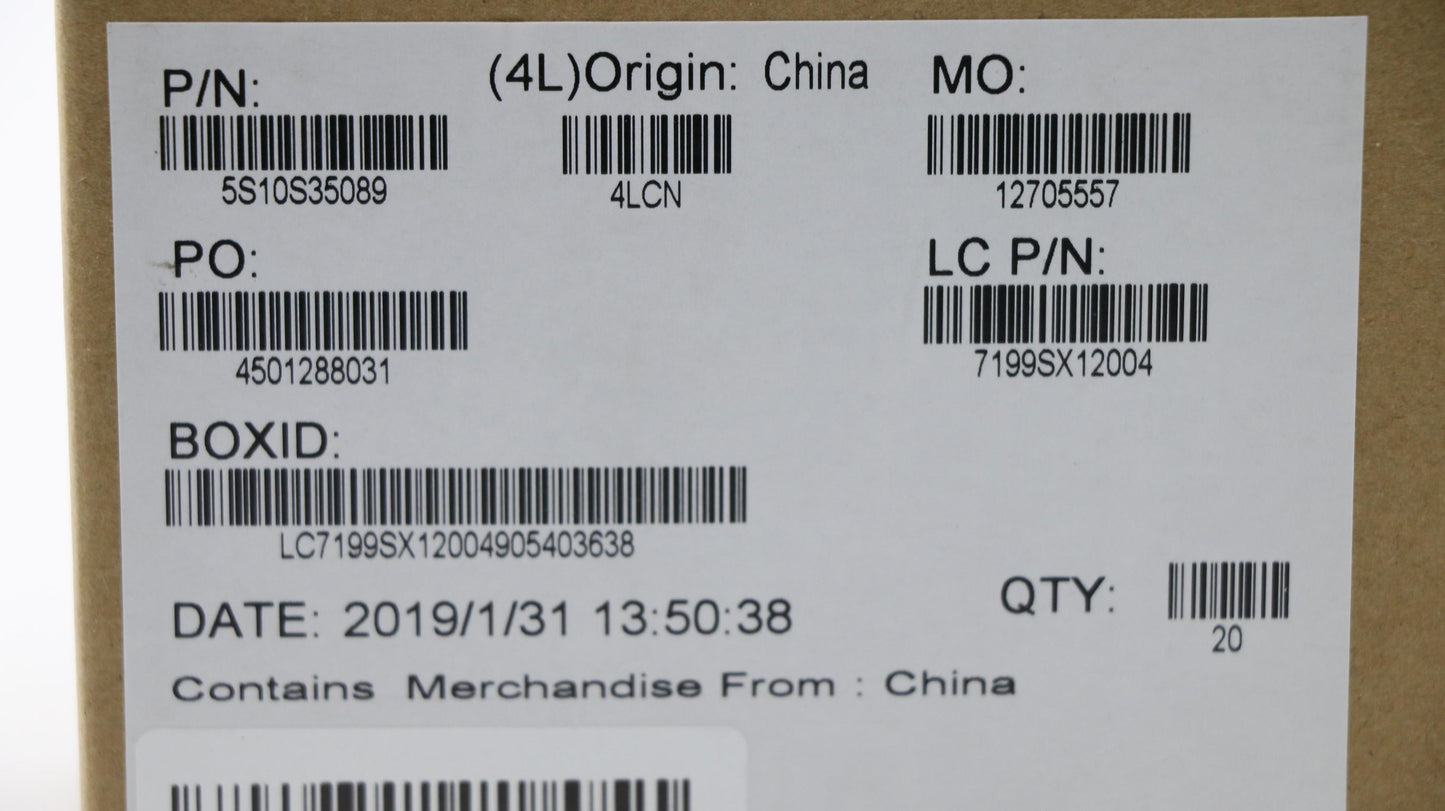 P/N: (4L)Origin: China MO:
5S10S35089 4LCN 12705557
PO: LC P/N:
4501288031 7199SX12004
BOXID:
LC7199SX12004905403638
DATE: 2019/1/31 13:50:38 QTY:
20
Contains Merchandise From : China